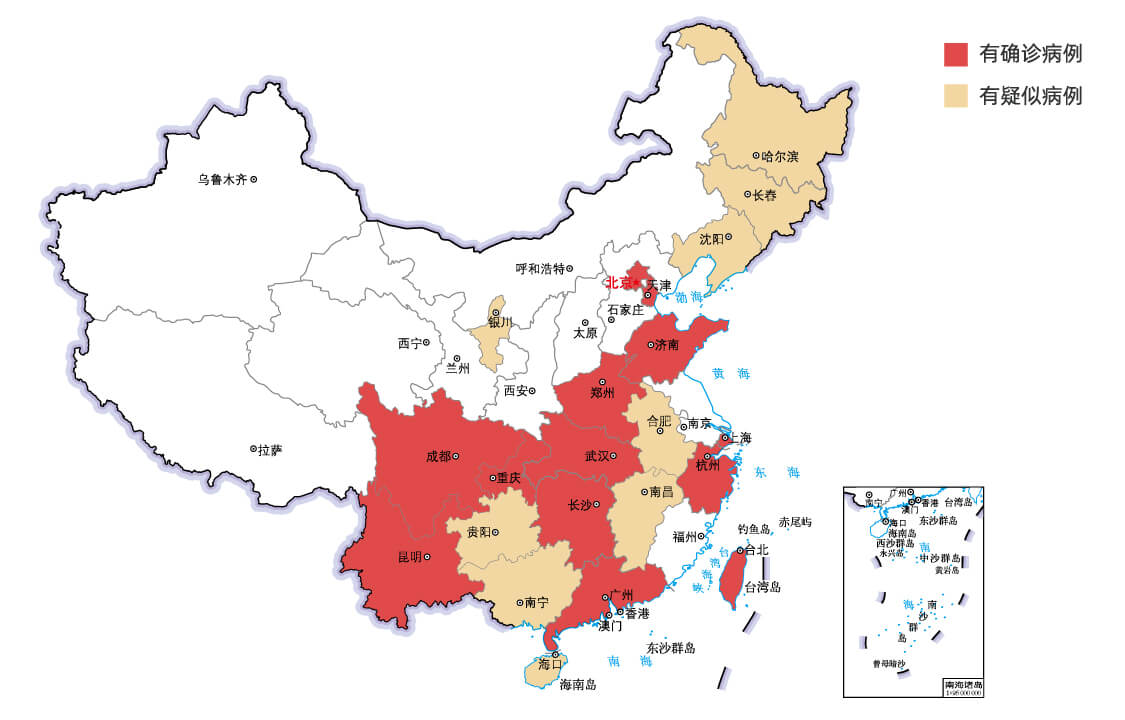 有确诊病例
有疑似病例
哈尔滨
乌鲁木齐
长春
沈阳
呼和浩特
北京
天津
渤海
石家庄
银川
太原
济南
西宁
兰州
黄海
西安
郑州
合肥
南京
上海
拉萨
成都
武汉
杭州
重庆
东海
南昌
长沙
赤尾屿
钓鱼岛
贵阳
福州
台北
昆明
台湾海峡
台湾岛
南宁
广州
香港
澳门
东沙群岛
海口
南海
海南岛
广州
南宁
香港
台湾岛
澳门
海口
东沙群岛
海南岛
西沙群岛
永兴岛
中沙群岛
黄岩岛
南海
南沙群岛
曾母暗沙
南海诸岛